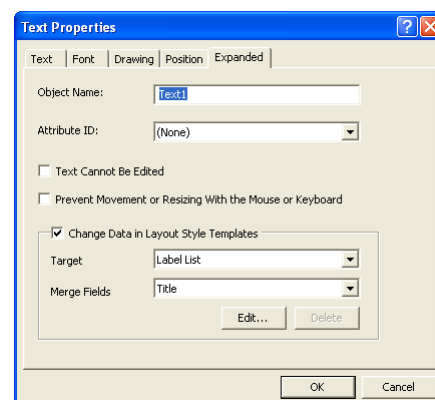 Text Properties
Text Font Drawing Position Expanded
Object Name: Text1
Attribute ID: (None)
Text Cannot Be Edited
Prevent Movement or Resizing With the Mouse or Keyboard
Change Data in Layout Style Templates
Target Label List
Merge Fields Title
Edit... Delete
OK Cancel